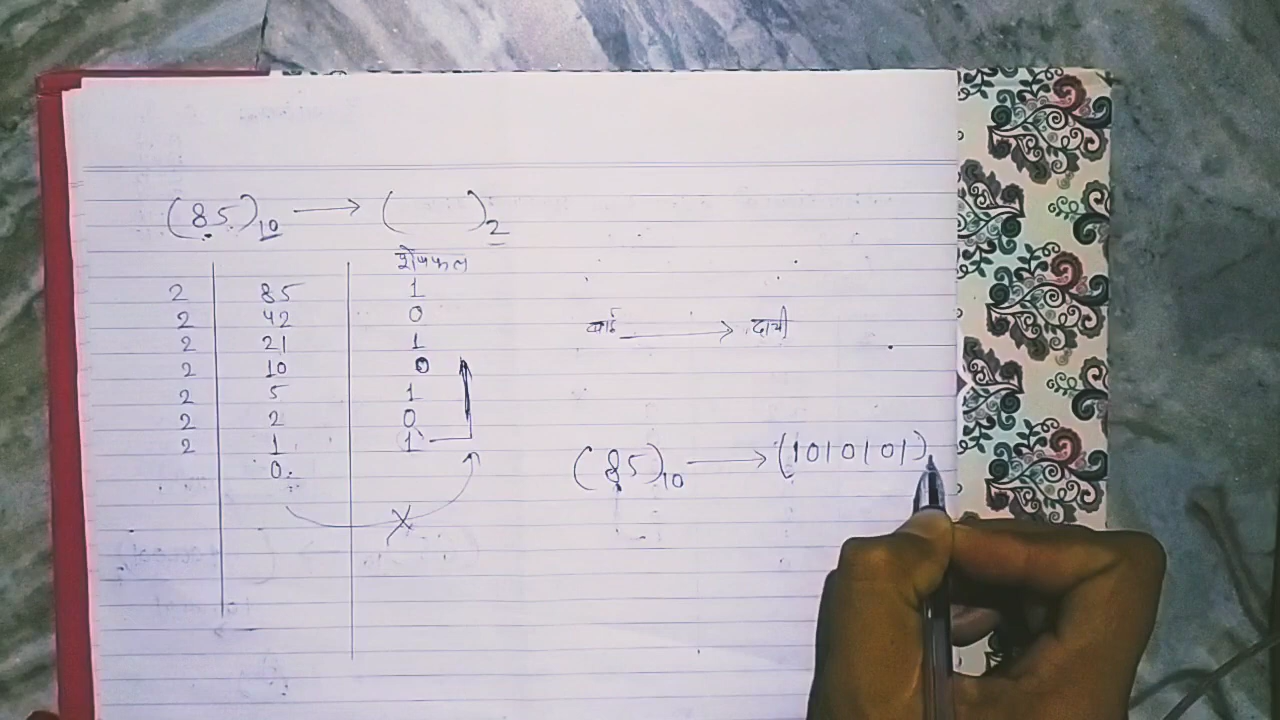 (85)10 → ( )2
शेषफल
2 85 1
2 42 0
2 21 1
2 10 0
2 5 1
2 2 0
2 1 1
0
X
→ दायी
(85)10 → (1010101)